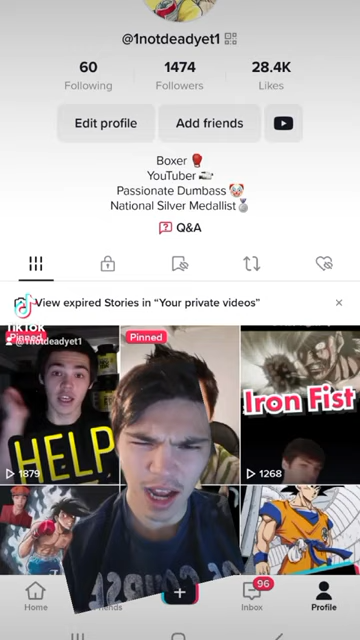 @1notdeadyet1
60 1474 28.4K
Following Followers Likes
Edit profile Add friends
Boxer 🥊
YouTuber
Passionate Dumbass 🤡
National Silver Medallist 🥈
Q&A
View expired Stories in “Your private videos” ×
TikTok
Pinned Pinned
@1notdeadyet1
Iron Fist
HELP
1879 1268
96
Home Inbox Profile